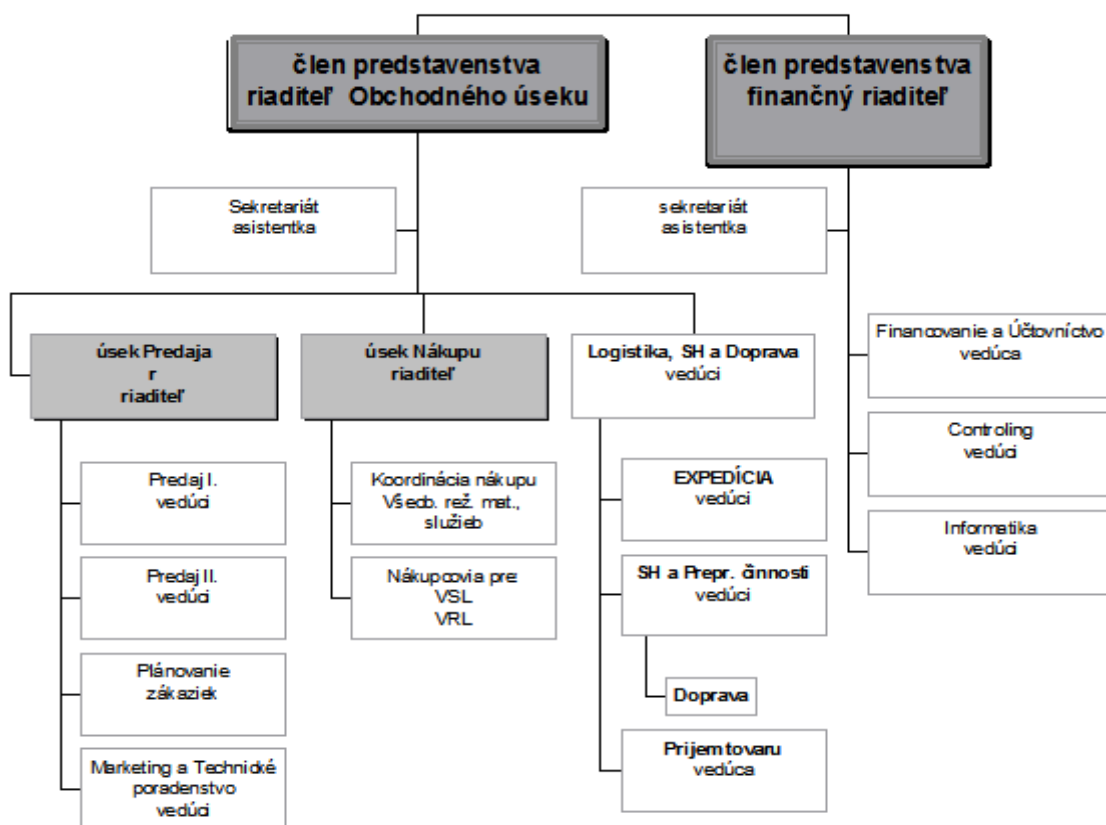 člen predstavenstva
riaditeľ Obchodného úseku
člen predstavenstva
finančný riaditeľ
Sekretariát
asistentka
sekretariát
asistentka
úsek Predaja
r
riaditeľ
úsek Nákupu
riaditeľ
Logistika, SH a Doprava
vedúci
Financovanie a Účtovníctvo
vedúca
Controling
vedúci
Informatika
vedúci
Predaj I.
vedúci
Predaj II.
vedúci
Plánovanie
zákaziek
Marketing a Technické
poradenstvo
vedúci
Koordinácia nákupu
Všeob. rež. mat.,
služieb
Nákupcovia pre:
VSL
VRL
EXPEDÍCIA
vedúci
SH a Prepr. činnosti
vedúci
Doprava
Prijem tovaru
vedúca